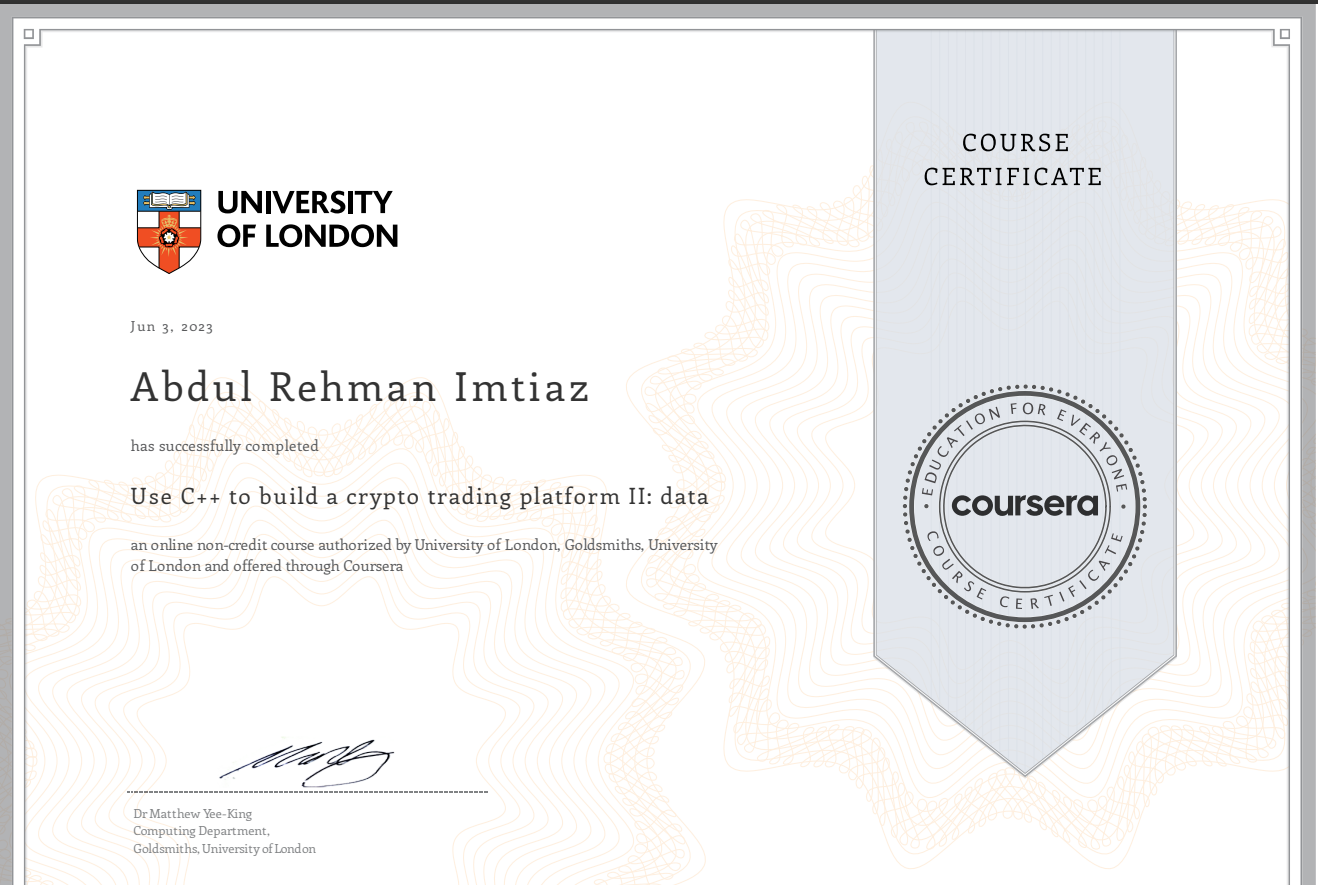 COURSE
CERTIFICATE
UNIVERSITY
OF LONDON
Jun 3, 2023
Abdul Rehman Imtiaz
has successfully completed
Use C++ to build a crypto trading platform II: data
an online non-credit course authorized by University of London, Goldsmiths, University
of London and offered through Coursera
EDUCATION FOR EVERYONE
coursera
COURSE CERTIFICATE
Dr Matthew Yee-King
Computing Department,
Goldsmiths, University of London